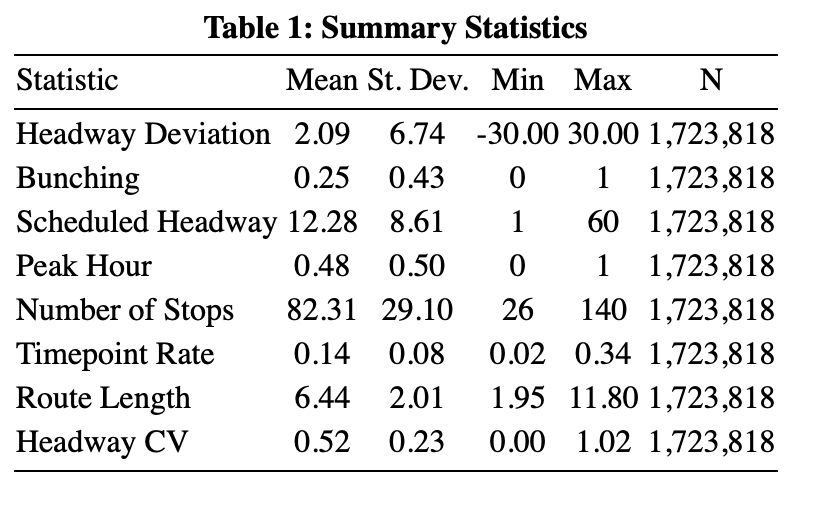 Table 1: Summary Statistics
Statistic Mean St. Dev. Min Max N
Headway Deviation 2.09 6.74 -30.00 30.00 1,723,818
Bunching 0.25 0.43 0 1 1,723,818
Scheduled Headway 12.28 8.61 1 60 1,723,818
Peak Hour 0.48 0.50 0 1 1,723,818
Number of Stops 82.31 29.10 26 140 1,723,818
Timepoint Rate 0.14 0.08 0.02 0.34 1,723,818
Route Length 6.44 2.01 1.95 11.80 1,723,818
Headway CV 0.52 0.23 0.00 1.02 1,723,818